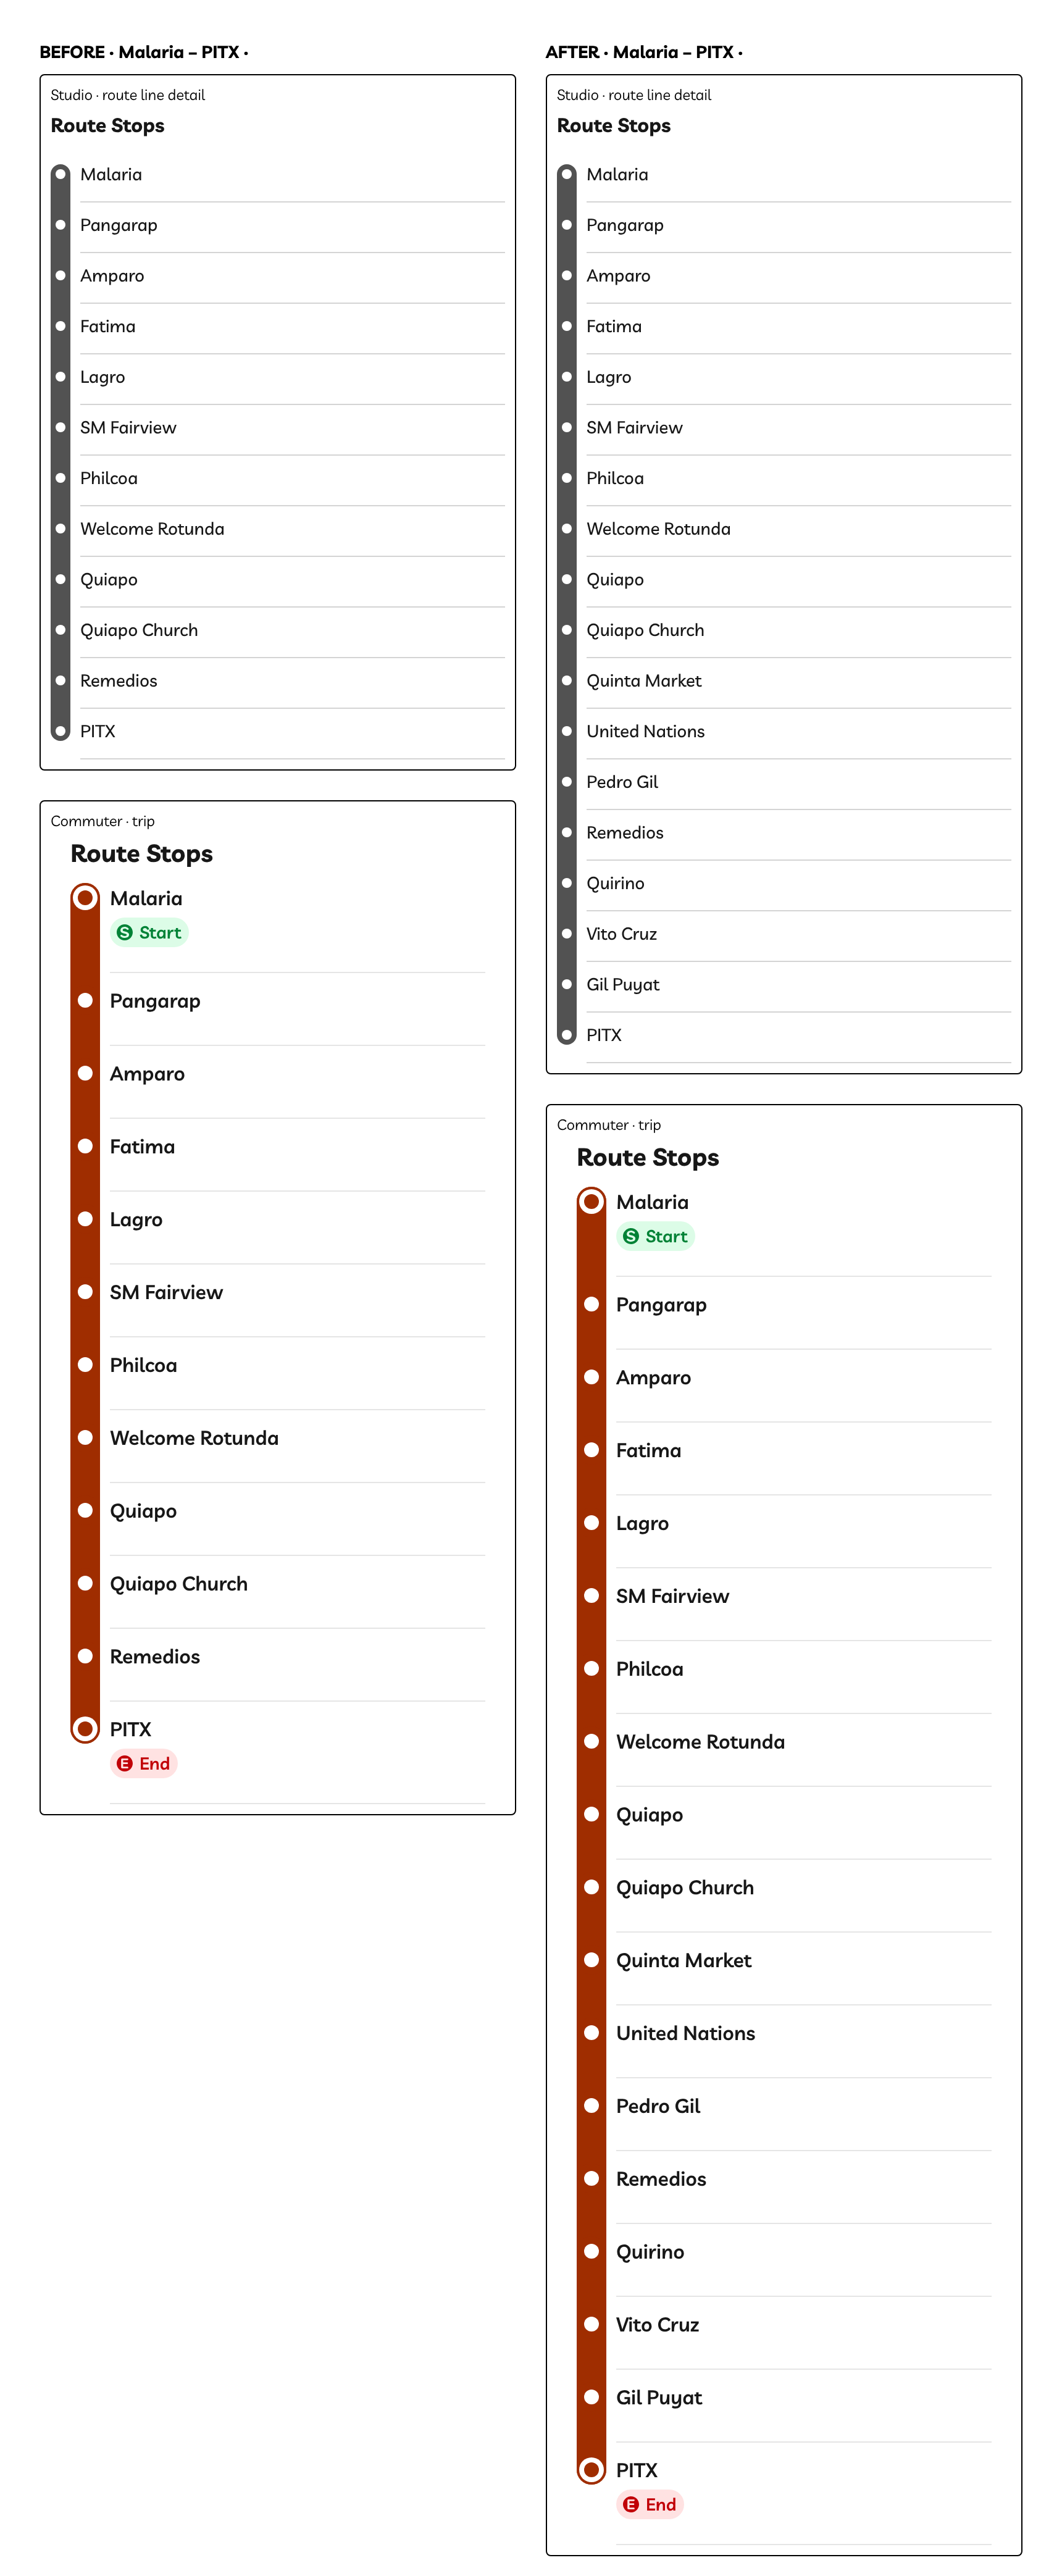 BEFORE · Malaria – PITX ·
Studio · route line detail
Route Stops
Malaria
Pangarap
Amparo
Fatima
Lagro
SM Fairview
Philcoa
Welcome Rotunda
Quiapo
Quiapo Church
Remedios
PITX
Commuter · trip
Route Stops
Malaria
S Start
Pangarap
Amparo
Fatima
Lagro
SM Fairview
Philcoa
Welcome Rotunda
Quiapo
Quiapo Church
Remedios
PITX
E End
AFTER · Malaria – PITX ·
Studio · route line detail
Route Stops
Malaria
Pangarap
Amparo
Fatima
Lagro
SM Fairview
Philcoa
Welcome Rotunda
Quiapo
Quiapo Church
Quinta Market
United Nations
Pedro Gil
Remedios
Quirino
Vito Cruz
Gil Puyat
PITX
Commuter · trip
Route Stops
Malaria
S Start
Pangarap
Amparo
Fatima
Lagro
SM Fairview
Philcoa
Welcome Rotunda
Quiapo
Quiapo Church
Quinta Market
United Nations
Pedro Gil
Remedios
Quirino
Vito Cruz
Gil Puyat
PITX
E End